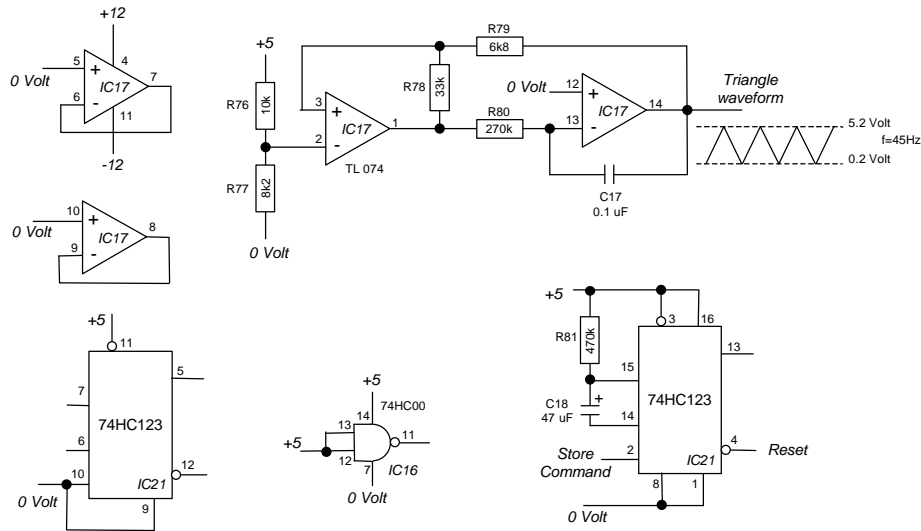 +12
4
5
+
IC17
7
0 Volt
6
-
11
-12
+5
R76
10k
R77
8k2
0 Volt
3
+
IC17
1
2
-
TL 074
R78
33k
R79
6k8
R80
270k
0 Volt
12
+
IC17
14
13
-
C17
0.1 uF
Triangle
waveform
5.2 Volt
f=45Hz
0.2 Volt
10
+
0 Volt
IC17
8
9
-
+5
11
5
7
74HC123
6
12
10
IC21
0 Volt
9
+5
74HC00
14
13
+5
11
12
7
IC16
0 Volt
+5
3
16
R81
470k
13
15
+
C18
47 uF
74HC123
14
4
Store
Command
2
IC21
Reset
8
1
0 Volt